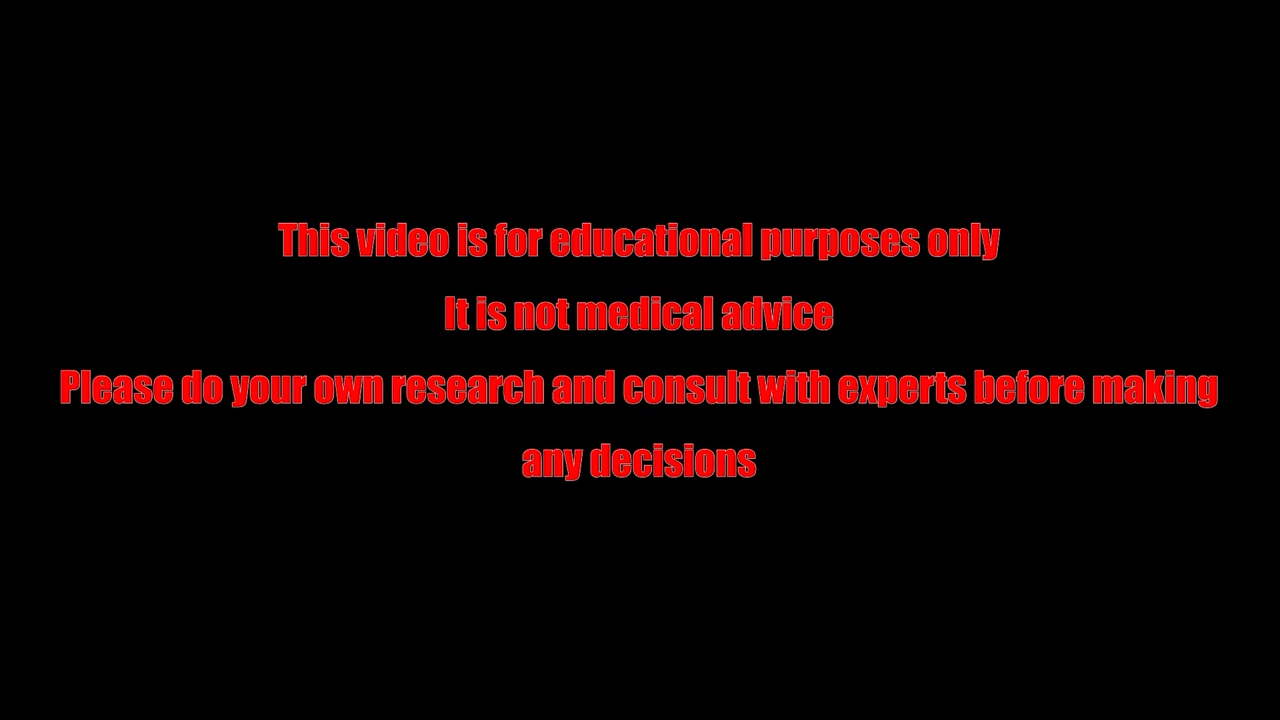 This video is for educational purposes only
It is not medical advice
Please do your own research and consult with experts before making
any decisions